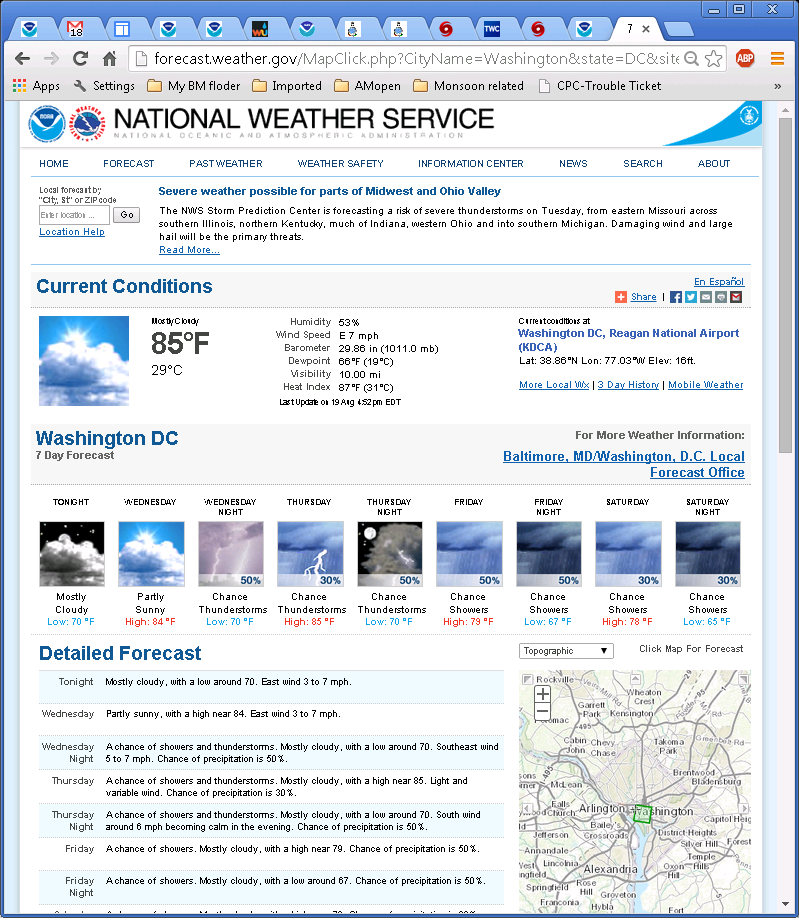 18
TWC
7
forecast.weather.gov/MapClick.php?CityName=Washington&state=DC&site
ABP
Apps
Settings
My BM floder
Imported
AMopen
Monsoon related
CPC-Trouble Ticket
»
NOAA
NATIONAL WEATHER SERVICE
NATIONAL OCEANIC AND ATMOSPHERIC ADMINISTRATION
HOME
FORECAST
PAST WEATHER
WEATHER SAFETY
INFORMATION CENTER
NEWS
SEARCH
ABOUT
Local forecast by
"City, St" or ZIP code
Enter location ...
Go
Location Help
Severe weather possible for parts of Midwest and Ohio Valley
The NWS Storm Prediction Center is forecasting a risk of severe thunderstorms on Tuesday, from eastern Missouri across
southern Illinois, northern Kentucky, much of Indiana, western Ohio and into southern Michigan. Damaging wind and large
hail will be the primary threats.
Read More...
Current Conditions
En Español
Share |
Mostly Cloudy
85°F
29°C
Humidity 53%
Wind Speed E 7 mph
Barometer 29.86 in (1011.0 mb)
Dewpoint 66°F (19°C)
Visibility 10.00 mi
Heat Index 87°F (31°C)
Last Update on 19 Aug 4:52pm EDT
Current conditions at
Washington DC, Reagan National Airport
(KDCA)
Lat: 38.86°N Lon: 77.03°W Elev: 16ft.
More Local Wx | 3 Day History | Mobile Weather
Washington DC
7 Day Forecast
For More Weather Information:
Baltimore, MD/Washington, D.C. Local
Forecast Office
TONIGHT
Mostly
Cloudy
Low: 70 °F
WEDNESDAY
Partly
Sunny
High: 84 °F
WEDNESDAY
NIGHT
50%
Chance
Thunderstorms
Low: 70 °F
THURSDAY
30%
Chance
Thunderstorms
High: 85 °F
THURSDAY
NIGHT
50%
Chance
Thunderstorms
Low: 70 °F
FRIDAY
50%
Chance
Showers
High: 79 °F
FRIDAY
NIGHT
50%
Chance
Showers
Low: 67 °F
SATURDAY
30%
Chance
Showers
High: 78 °F
SATURDAY
NIGHT
30%
Chance
Showers
Low: 65 °F
Detailed Forecast
Tonight Mostly cloudy, with a low around 70. East wind 3 to 7 mph.
Wednesday Partly sunny, with a high near 84. East wind 3 to 7 mph.
Wednesday
Night
A chance of showers and thunderstorms. Mostly cloudy, with a low around 70. Southeast wind
5 to 7 mph. Chance of precipitation is 50%.
Thursday
A chance of showers and thunderstorms. Mostly cloudy, with a high near 85. Light and
variable wind. Chance of precipitation is 30%.
Thursday
Night
A chance of showers and thunderstorms. Mostly cloudy, with a low around 70. South wind
around 6 mph becoming calm in the evening. Chance of precipitation is 50%.
Friday A chance of showers. Mostly cloudy, with a high near 79. Chance of precipitation is 50%.
Friday
Night
A chance of showers. Mostly cloudy, with a low around 67. Chance of precipitation is 50%.
Topographic
Click Map For Forecast
+
−
Rockville
Wheaton
Crest
Garrett
Park
Kensington
Potomac
Cabin
John
Chevy
Chase
Takoma
Park
-495
McLean
Brentwood
Bladensburg
Falls
Church
Arlington
Washington
Capitol Heig
Bailey's
Crossroads
Jefferson
District Heights
Silver Hill
Forest
Annandale
Lincolnia
Alexandria
Temple
Oxon
Hill
Springfield
Rose
Hill
Groveton
Franconia
Hybla
Fort